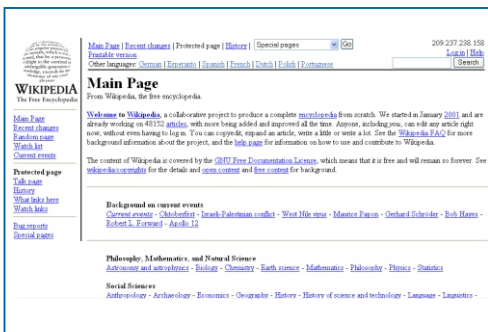 Main Page | Recent changes | Protected page | History | Special pages Go
Printable version
Other languages: German | Esperanto | Spanish | French | Dutch | Polish | Portuguese
209.237.238.158
Log in | Help
Search
WIKIPEDIA
The Free Encyclopedia
Main Page
Recent changes
Random page
Watch list
Current events
Protected page
Talk page
History
What links here
Watch links
Bug reports
Special pages
Main Page
From Wikipedia, the free encyclopedia.
Welcome to Wikipedia, a collaborative project to produce a complete encyclopedia from scratch. We started in January 2001 and are
already working on 48152 articles, with more being added and improved all the time. Anyone, including you, can edit any article right
now, without even having to log in. You can copyedit, expand an article, write a little or write a lot. See the Wikipedia FAQ for more
background information about the project, and the help page for information on how to use and contribute to Wikipedia.
The content of Wikipedia is covered by the GNU Free Documentation License, which means that it is free and will remain so forever. See
wikipedia:copyrights for the details and open content and free content for background.
Background on current events
Current events - Oktoberfest - Israeli-Palestinian conflict - West Nile virus - Maurice Papon - Gerhard Schröder - Bob Hayes -
Robert L. Forward - Apollo 12
Philosophy, Mathematics, and Natural Science
Astronomy and astrophysics - Biology - Chemistry - Earth science - Mathematics - Philosophy - Physics - Statistics
Social Sciences
Anthropology - Archaeology - Economics - Geography - History - History of science and technology - Language - Linguistics -